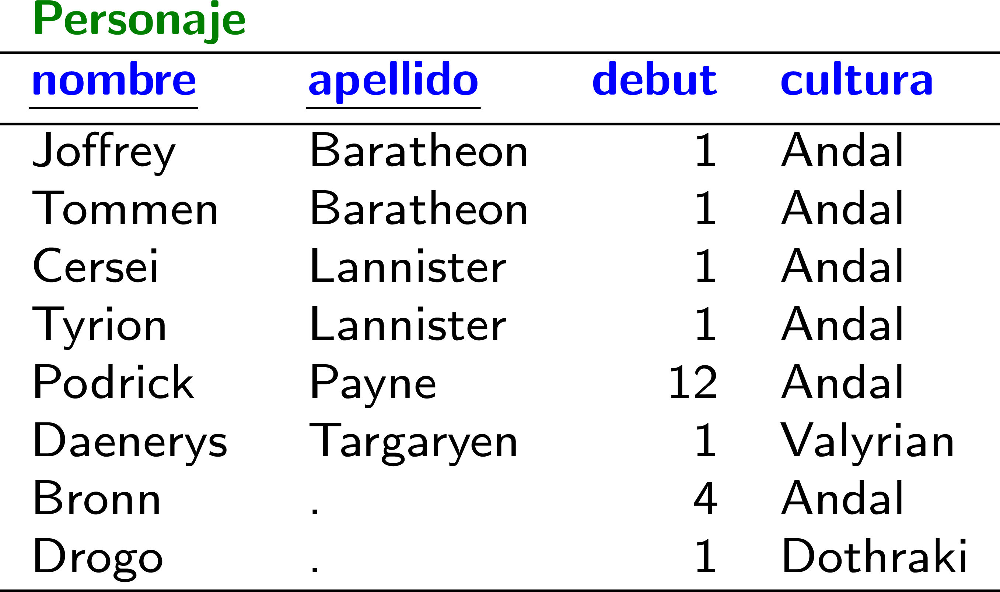 Personaje
nombre apellido debut cultura
Joffrey Baratheon 1 Andal
Tommen Baratheon 1 Andal
Cersei Lannister 1 Andal
Tyrion Lannister 1 Andal
Podrick Payne 12 Andal
Daenerys Targaryen 1 Valyrian
Bronn . 4 Andal
Drogo . 1 Dothraki